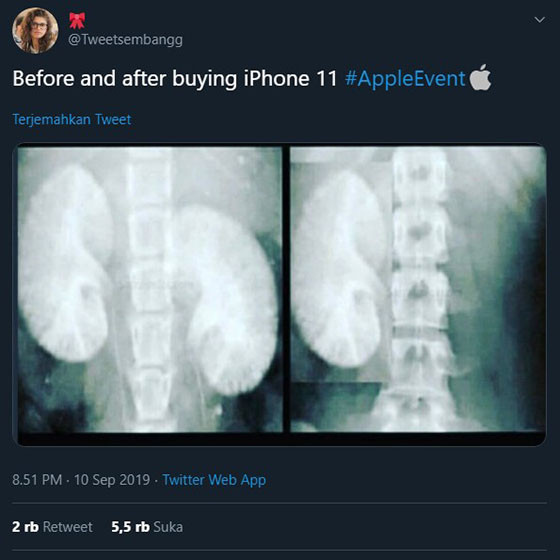 @Tweetsembangg
Before and after buying iPhone 11 #AppleEvent
Terjemahkan Tweet
8.51 PM · 10 Sep 2019 · Twitter Web App
2 rb Retweet 5,5 rb Suka